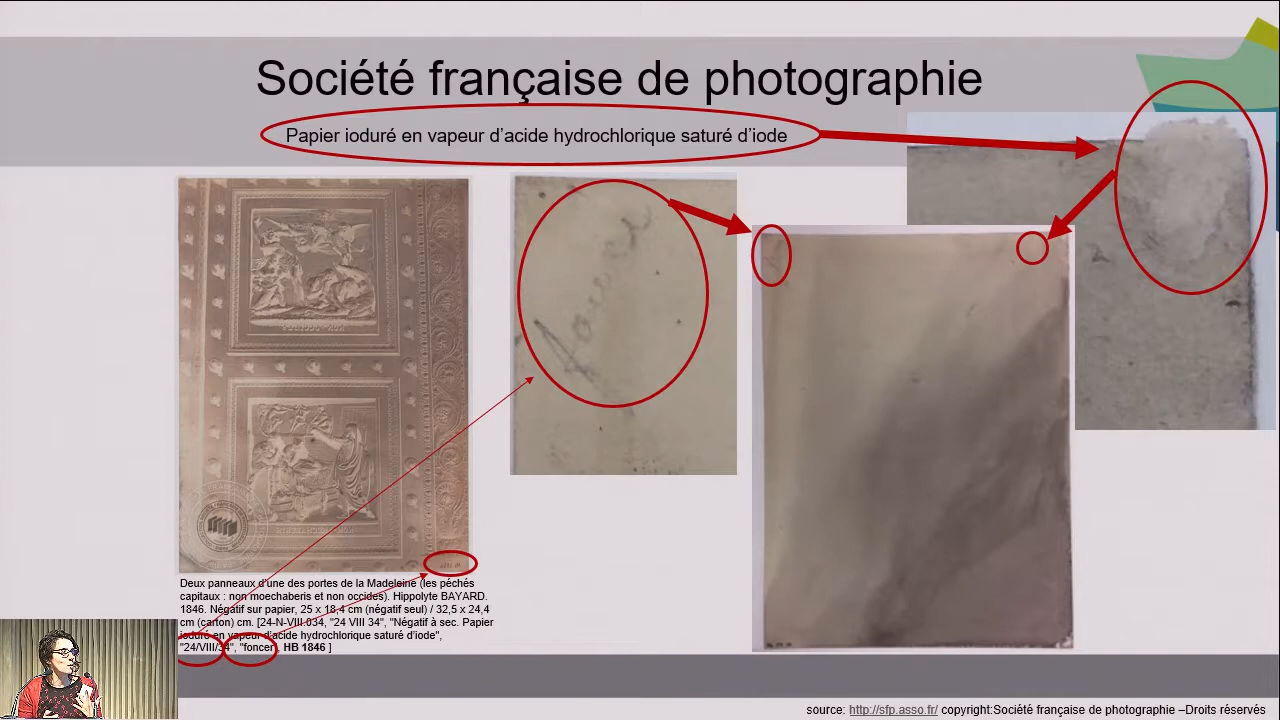 Société française de photographie
Papier ioduré en vapeur d'acide hydrochlorique saturé d'iode
foncer
Deux panneaux d'une des portes de la Madeleine (les péchés
capitaux : non moechaberis et non occides). Hippolyte BAYARD.
1846. Négatif sur papier, 25 x 18,4 cm (négatif seul) / 32,5 x 24,4
cm (carton) cm. [24-N-VIII.034, "24 VIII 34", "Négatif à sec. Papier
ioduré en vapeur d'acide hydrochlorique saturé d'iode",
"24/VIII/34", "foncer", HB 1846 ]
source: http://sfp.asso.fr/ copyright:Société française de photographie –Droits réservés